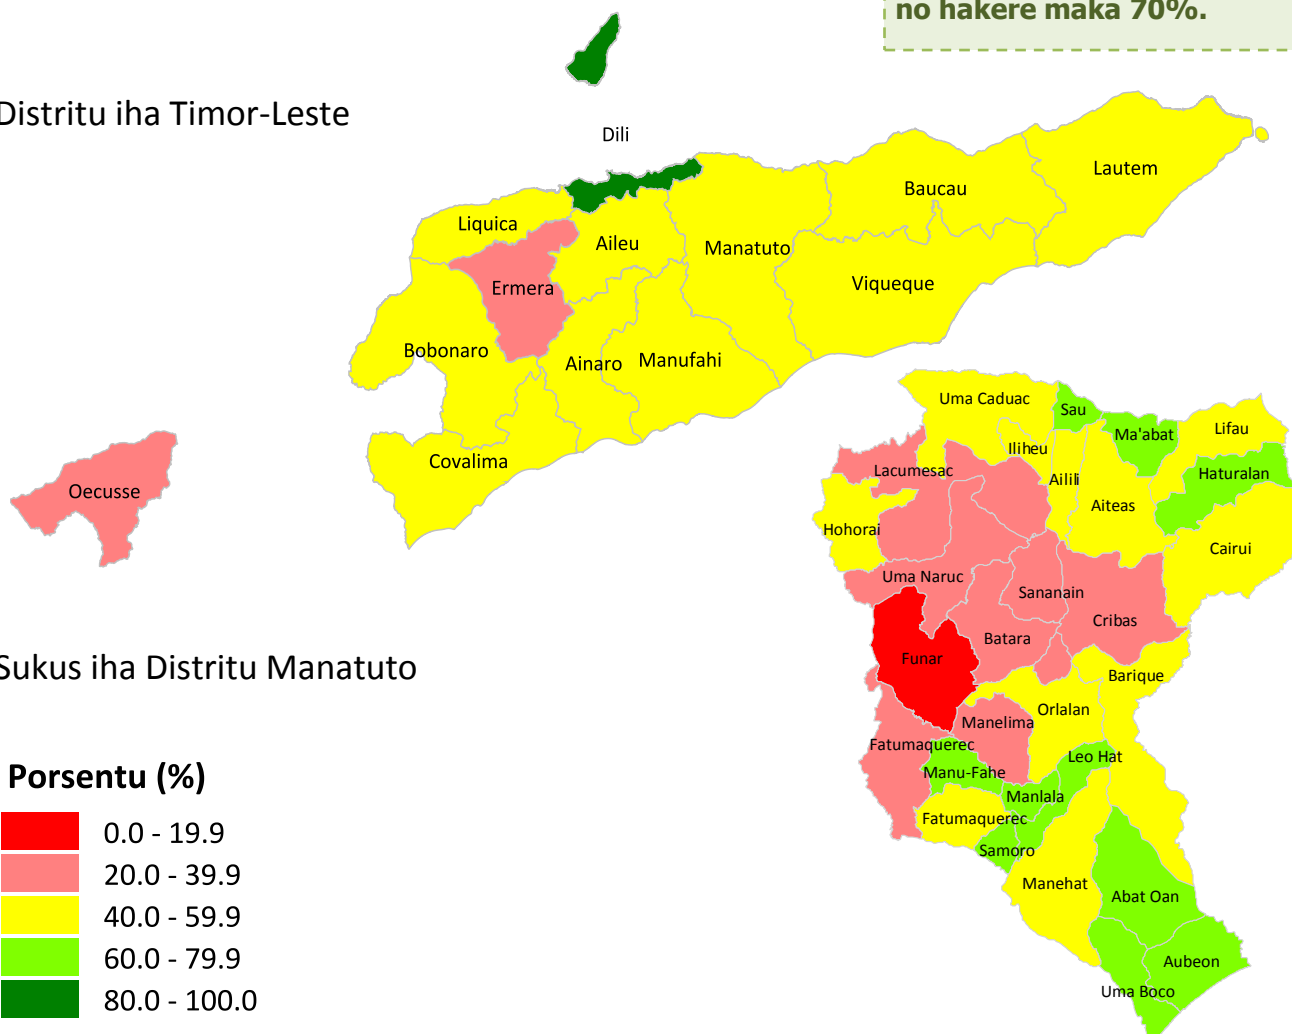 no hakere maka 70%.
Distritu iha Timor-Leste
Dili
Lautem
Baucau
Liquica
Aileu
Manatuto
Viqueque
Ermera
Bobonaro
Ainaro
Manufahi
Covalima
Oecusse
Uma Caduac
Sau
Ma'abat
Lifau
Iliheu
Lacumesac
Ailili
Haturalan
Aiteas
Hohorai
Cairui
Uma Naruc
Sananain
Cribas
Batara
Funar
Barique
Orlalan
Manelima
Fatumaquerec
Leo Hat
Manu-Fahe
Manlala
Fatumaquerec
Samoro
Manehat
Abat Oan
Aubeon
Uma Boco
Sukus iha Distritu Manatuto
Porsentu (%)
0.0 - 19.9
20.0 - 39.9
40.0 - 59.9
60.0 - 79.9
80.0 - 100.0